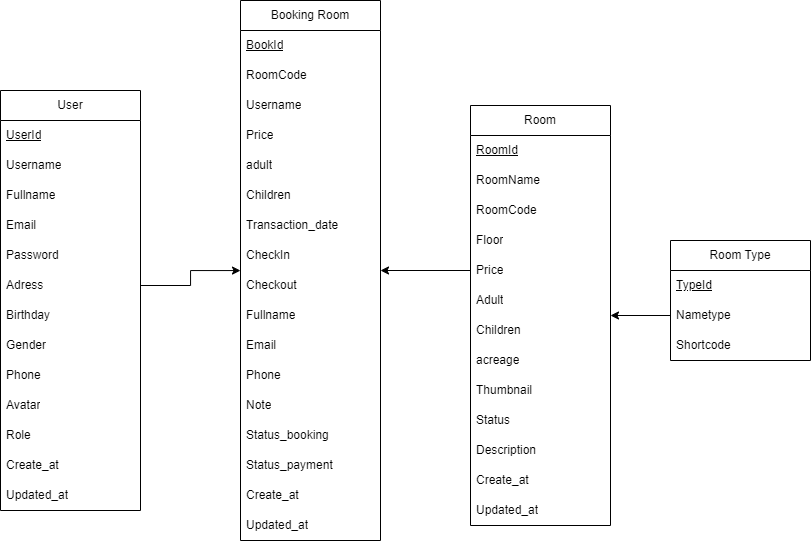 User
UserId
Username
Fullname
Email
Password
Adress
Birthday
Gender
Phone
Avatar
Role
Create_at
Updated_at
Booking Room
BookId
RoomCode
Username
Price
adult
Children
Transaction_date
CheckIn
Checkout
Fullname
Email
Phone
Note
Status_booking
Status_payment
Create_at
Updated_at
Room
RoomId
RoomName
RoomCode
Floor
Price
Adult
Children
acreage
Thumbnail
Status
Description
Create_at
Updated_at
Room Type
TypeId
Nametype
Shortcode